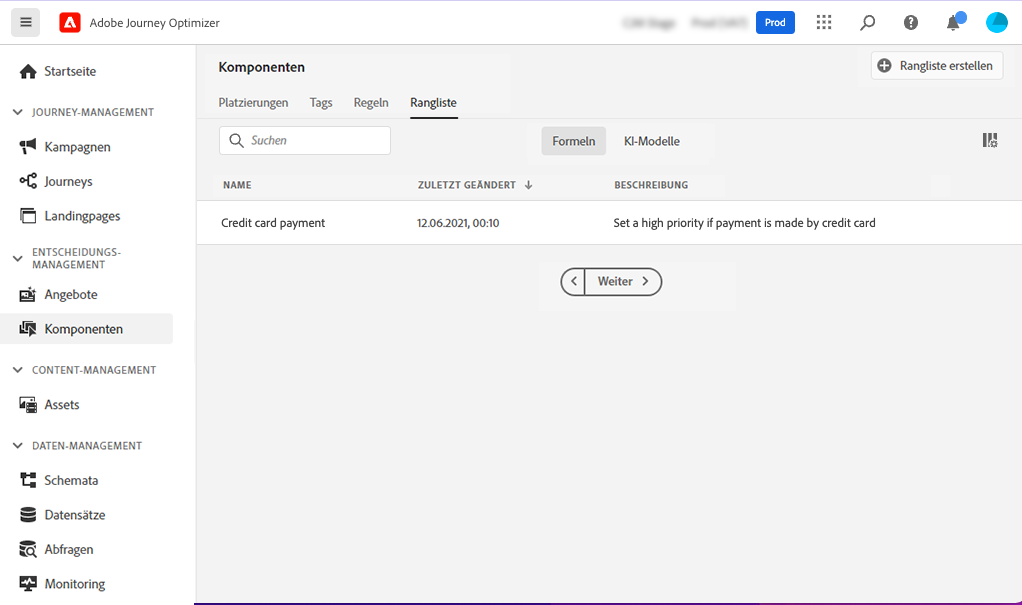 Adobe Journey Optimizer
Prod
Startseite
JOURNEY-MANAGEMENT
Kampagnen
Journeys
Landingpages
ENTSCHEIDUNGS-
MANAGEMENT
Angebote
Komponenten
CONTENT-MANAGEMENT
Assets
DATEN-MANAGEMENT
Schemata
Datensätze
Abfragen
Monitoring
Komponenten
Rangliste erstellen
Platzierungen Tags Regeln Rangliste
Suchen
Formeln KI-Modelle
NAME ZULETZT GEÄNDERT BESCHREIBUNG
Credit card payment 12.06.2021, 00:10 Set a high priority if payment is made by credit card
Weiter